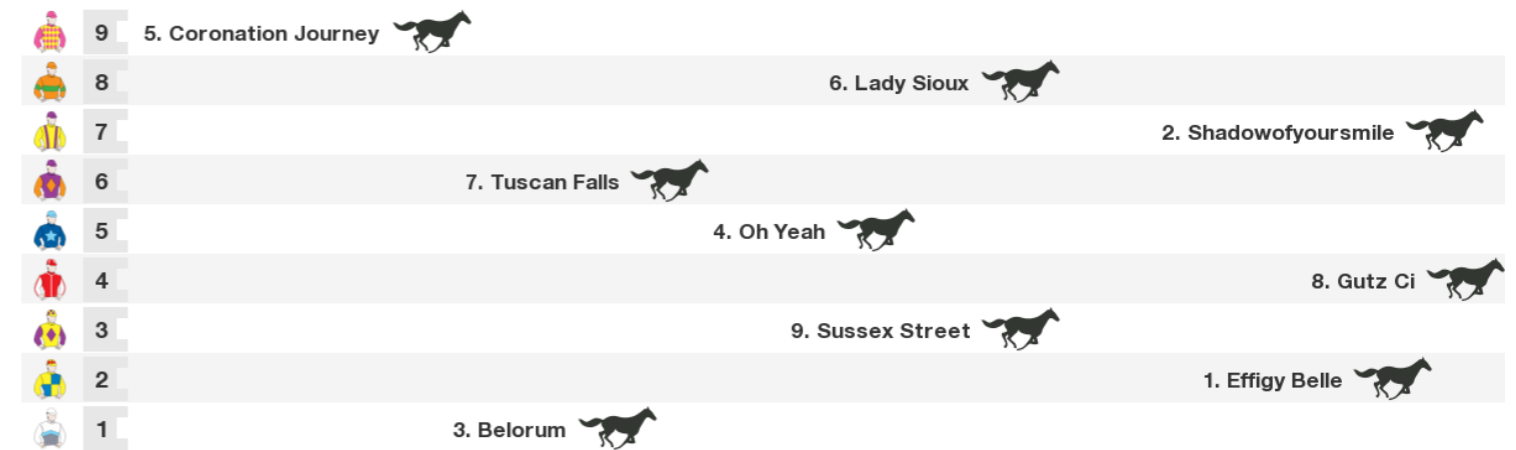 9 5. Coronation Journey
8 6. Lady Sioux
7 2. Shadowofyoursmile
6 7. Tuscan Falls
5 4. Oh Yeah
4 8. Gutz Ci
3 9. Sussex Street
2 1. Effigy Belle
1 3. Belorum